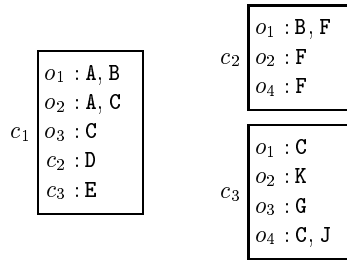 c₁
o₁ : A, B
o₂ : A, C
o₃ : C
c₂ : D
c₃ : E
c₂
o₁ : B, F
o₂ : F
o₄ : F
c₃
o₁ : C
o₂ : K
o₃ : G
o₄ : C, J